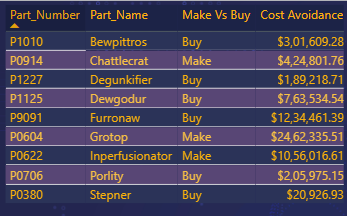 Part_Number Part_Name Make Vs Buy Cost Avoidance
P1010 Bewpittros Buy $3,01,609.28
P0914 Chattlecrat Make $4,24,801.76
P1227 Degunkifier Buy $1,89,218.71
P1125 Dewgodur Buy $7,63,534.54
P9091 Furronaw Buy $12,34,461.39
P0604 Grotop Make $24,62,335.51
P0622 Inperfusionator Make $10,56,016.61
P0706 Porlity Buy $2,05,975.15
P0380 Stepner Buy $20,926.93